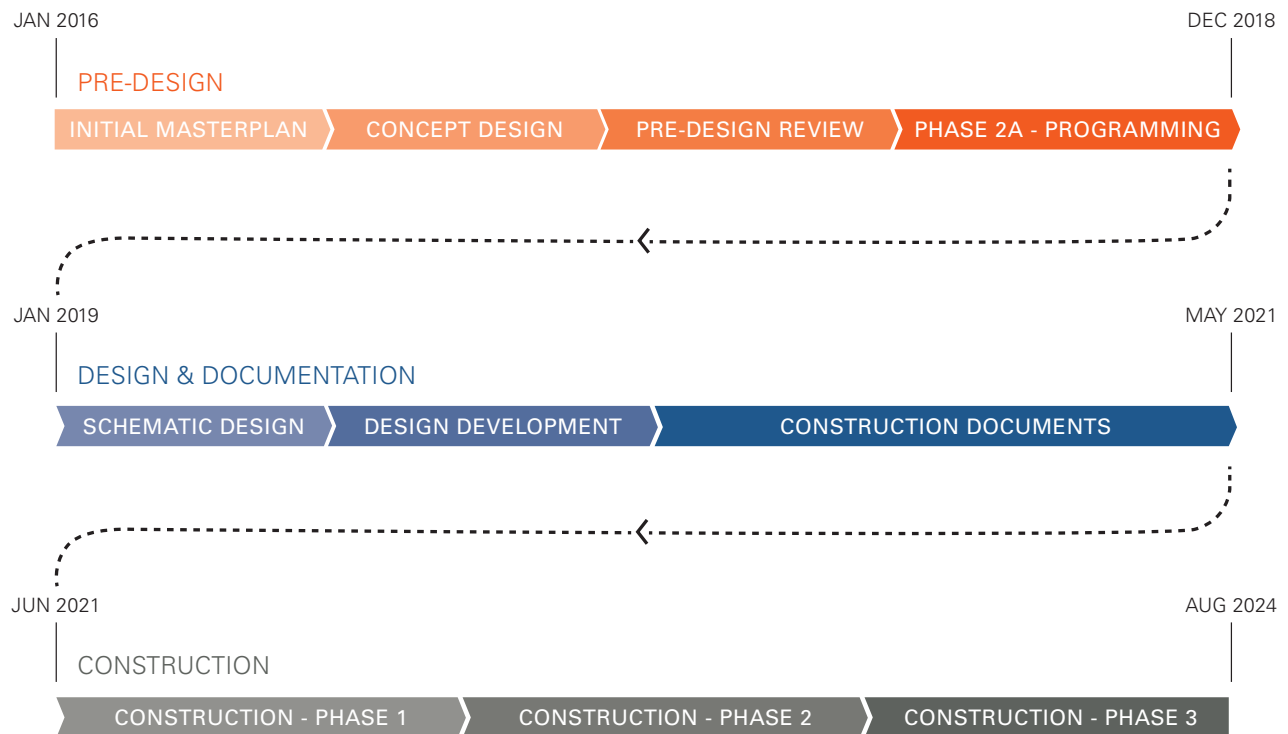 JAN 2016
DEC 2018
PRE-DESIGN
INITIAL MASTERPLAN
CONCEPT DESIGN
PRE-DESIGN REVIEW
PHASE 2A - PROGRAMMING
JAN 2019
MAY 2021
DESIGN & DOCUMENTATION
SCHEMATIC DESIGN
DESIGN DEVELOPMENT
CONSTRUCTION DOCUMENTS
JUN 2021
AUG 2024
CONSTRUCTION
CONSTRUCTION - PHASE 1
CONSTRUCTION - PHASE 2
CONSTRUCTION - PHASE 3